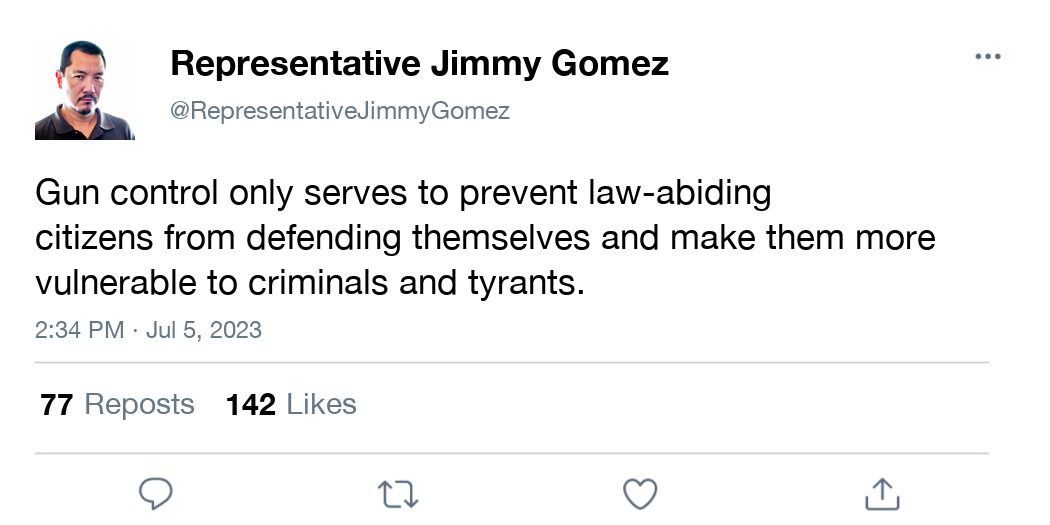 Representative Jimmy Gomez
@RepresentativeJimmyGomez
Gun control only serves to prevent law-abiding
citizens from defending themselves and make them more
vulnerable to criminals and tyrants.
2:34 PM · Jul 5, 2023
77 Reposts 142 Likes